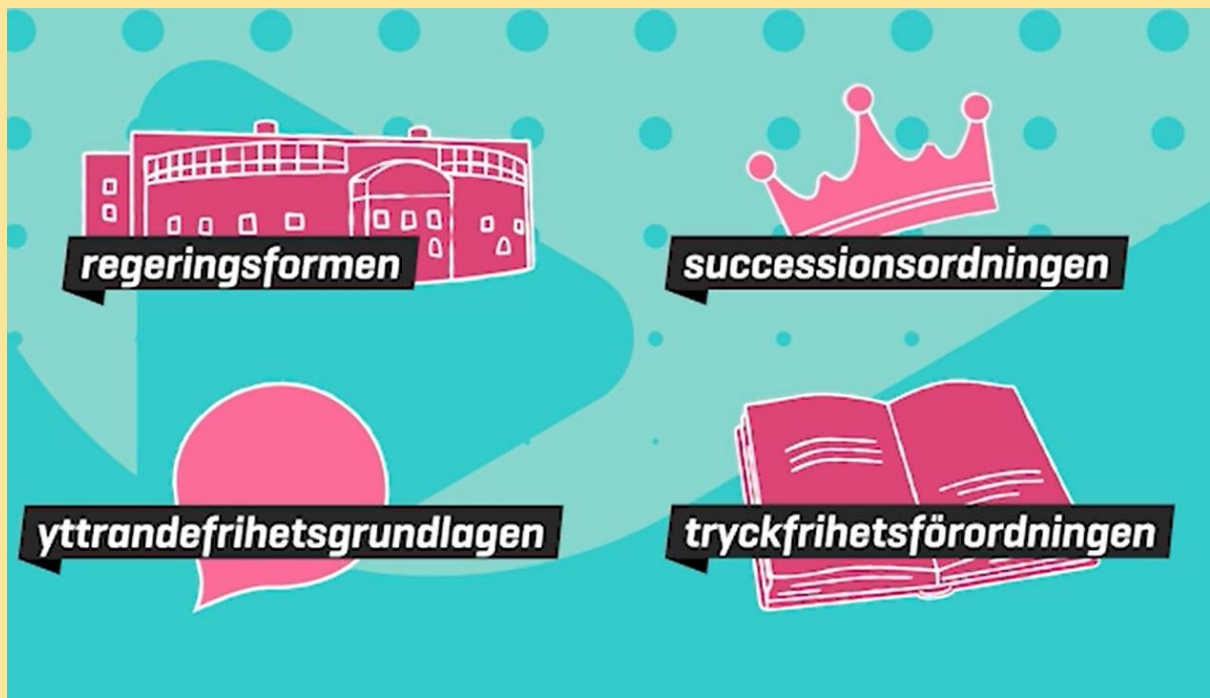 regeringsformen
successionsordningen
yttrandefrihetsgrundlagen
tryckfrihetsförordningen